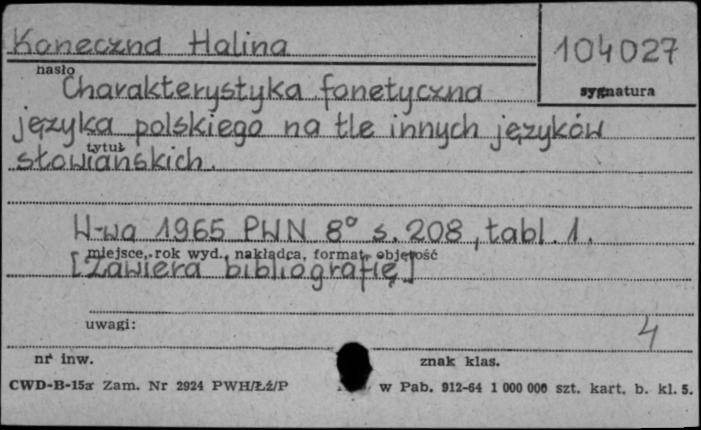 Koneczna Halina
104027
hasło
sygnatura
Charakterystyka fonetyczna
języka polskiego na tle innych języków
tytuł
słowiańskich.
W-wa 1965 PWN 8° s. 208, tabl. 1.
miejsce, rok wyd., nakładca, format, objętość
[Zawiera bibliografię]
uwagi:
4
nr inw.
znak klas.
CWD-B-15a Zam. Nr 2924 PWH/Łź/P w Pab. 912-64 1 000 000 szt. kart. b. kl. 5.